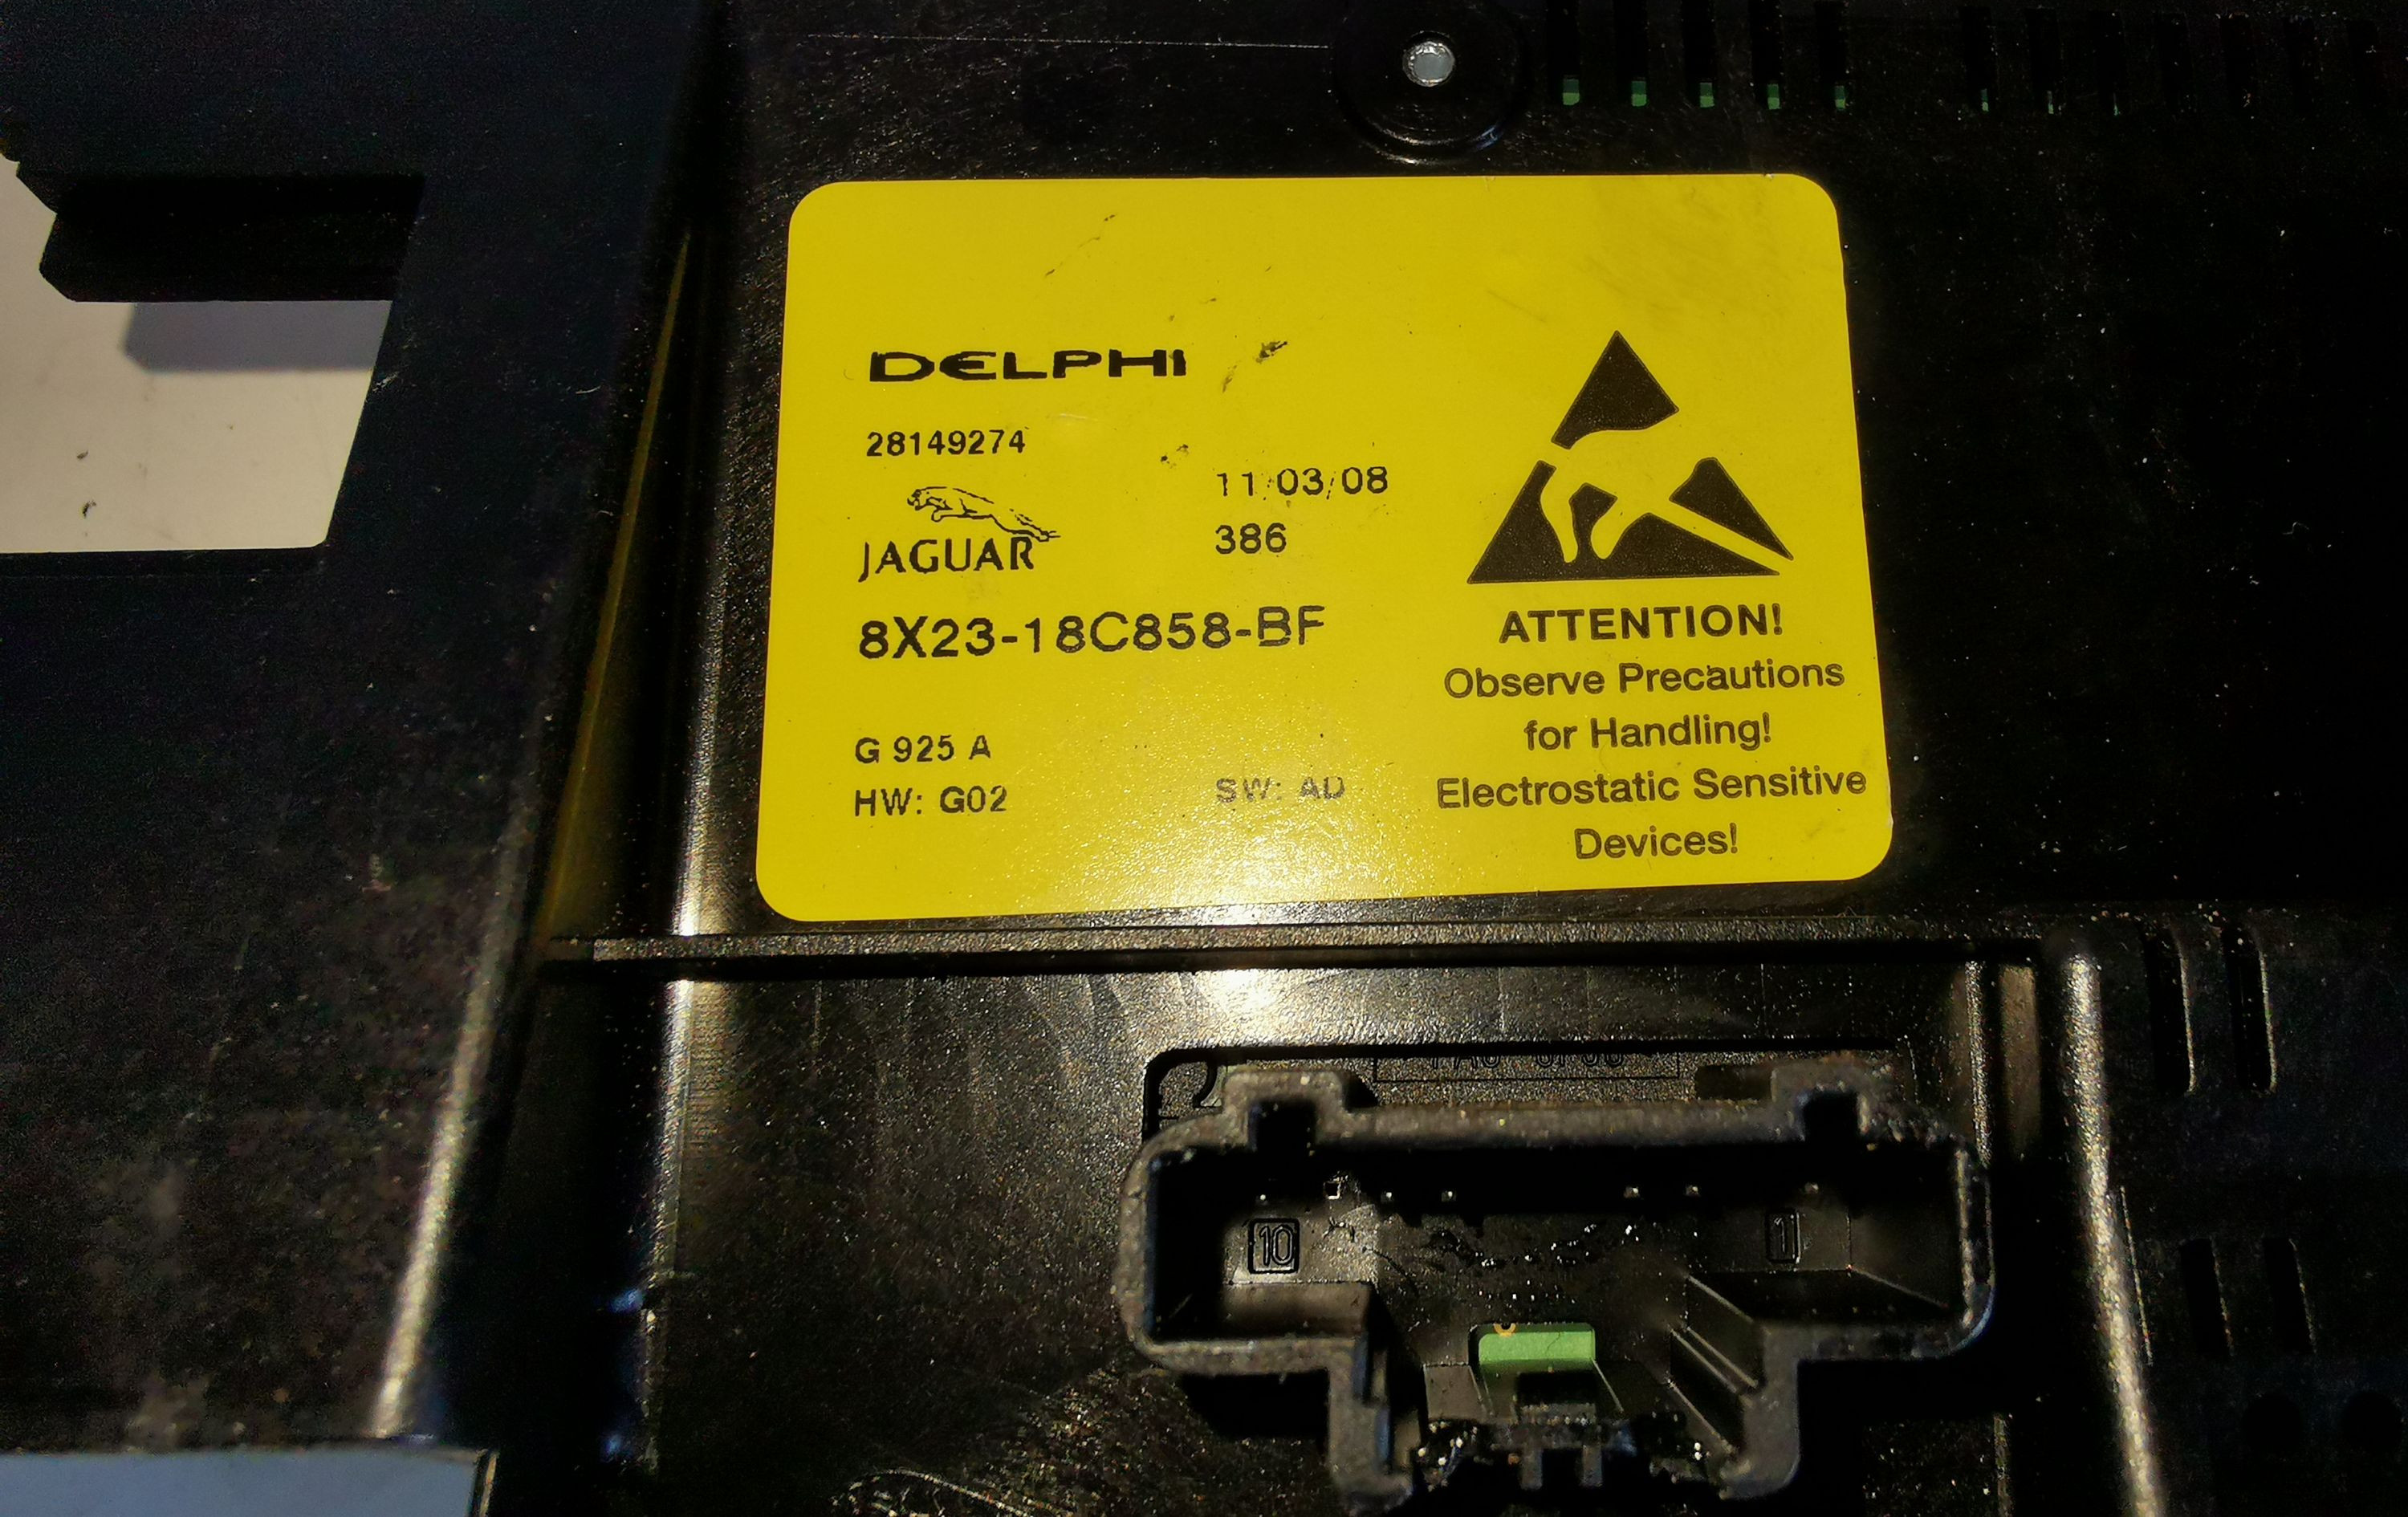 DELPHI
28149274
11/03/08
JAGUAR
386
8X23-18C858-BF
G 925 A
HW: G02
SW: AD
ATTENTION!
Observe Precautions
for Handling!
Electrostatic Sensitive
Devices!
10
1